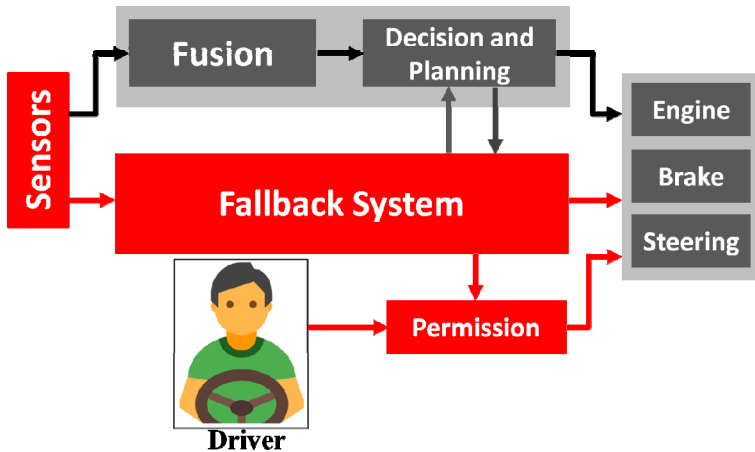 Sensors
Fusion
Decision and
Planning
Engine
Brake
Steering
Fallback System
Permission
Driver